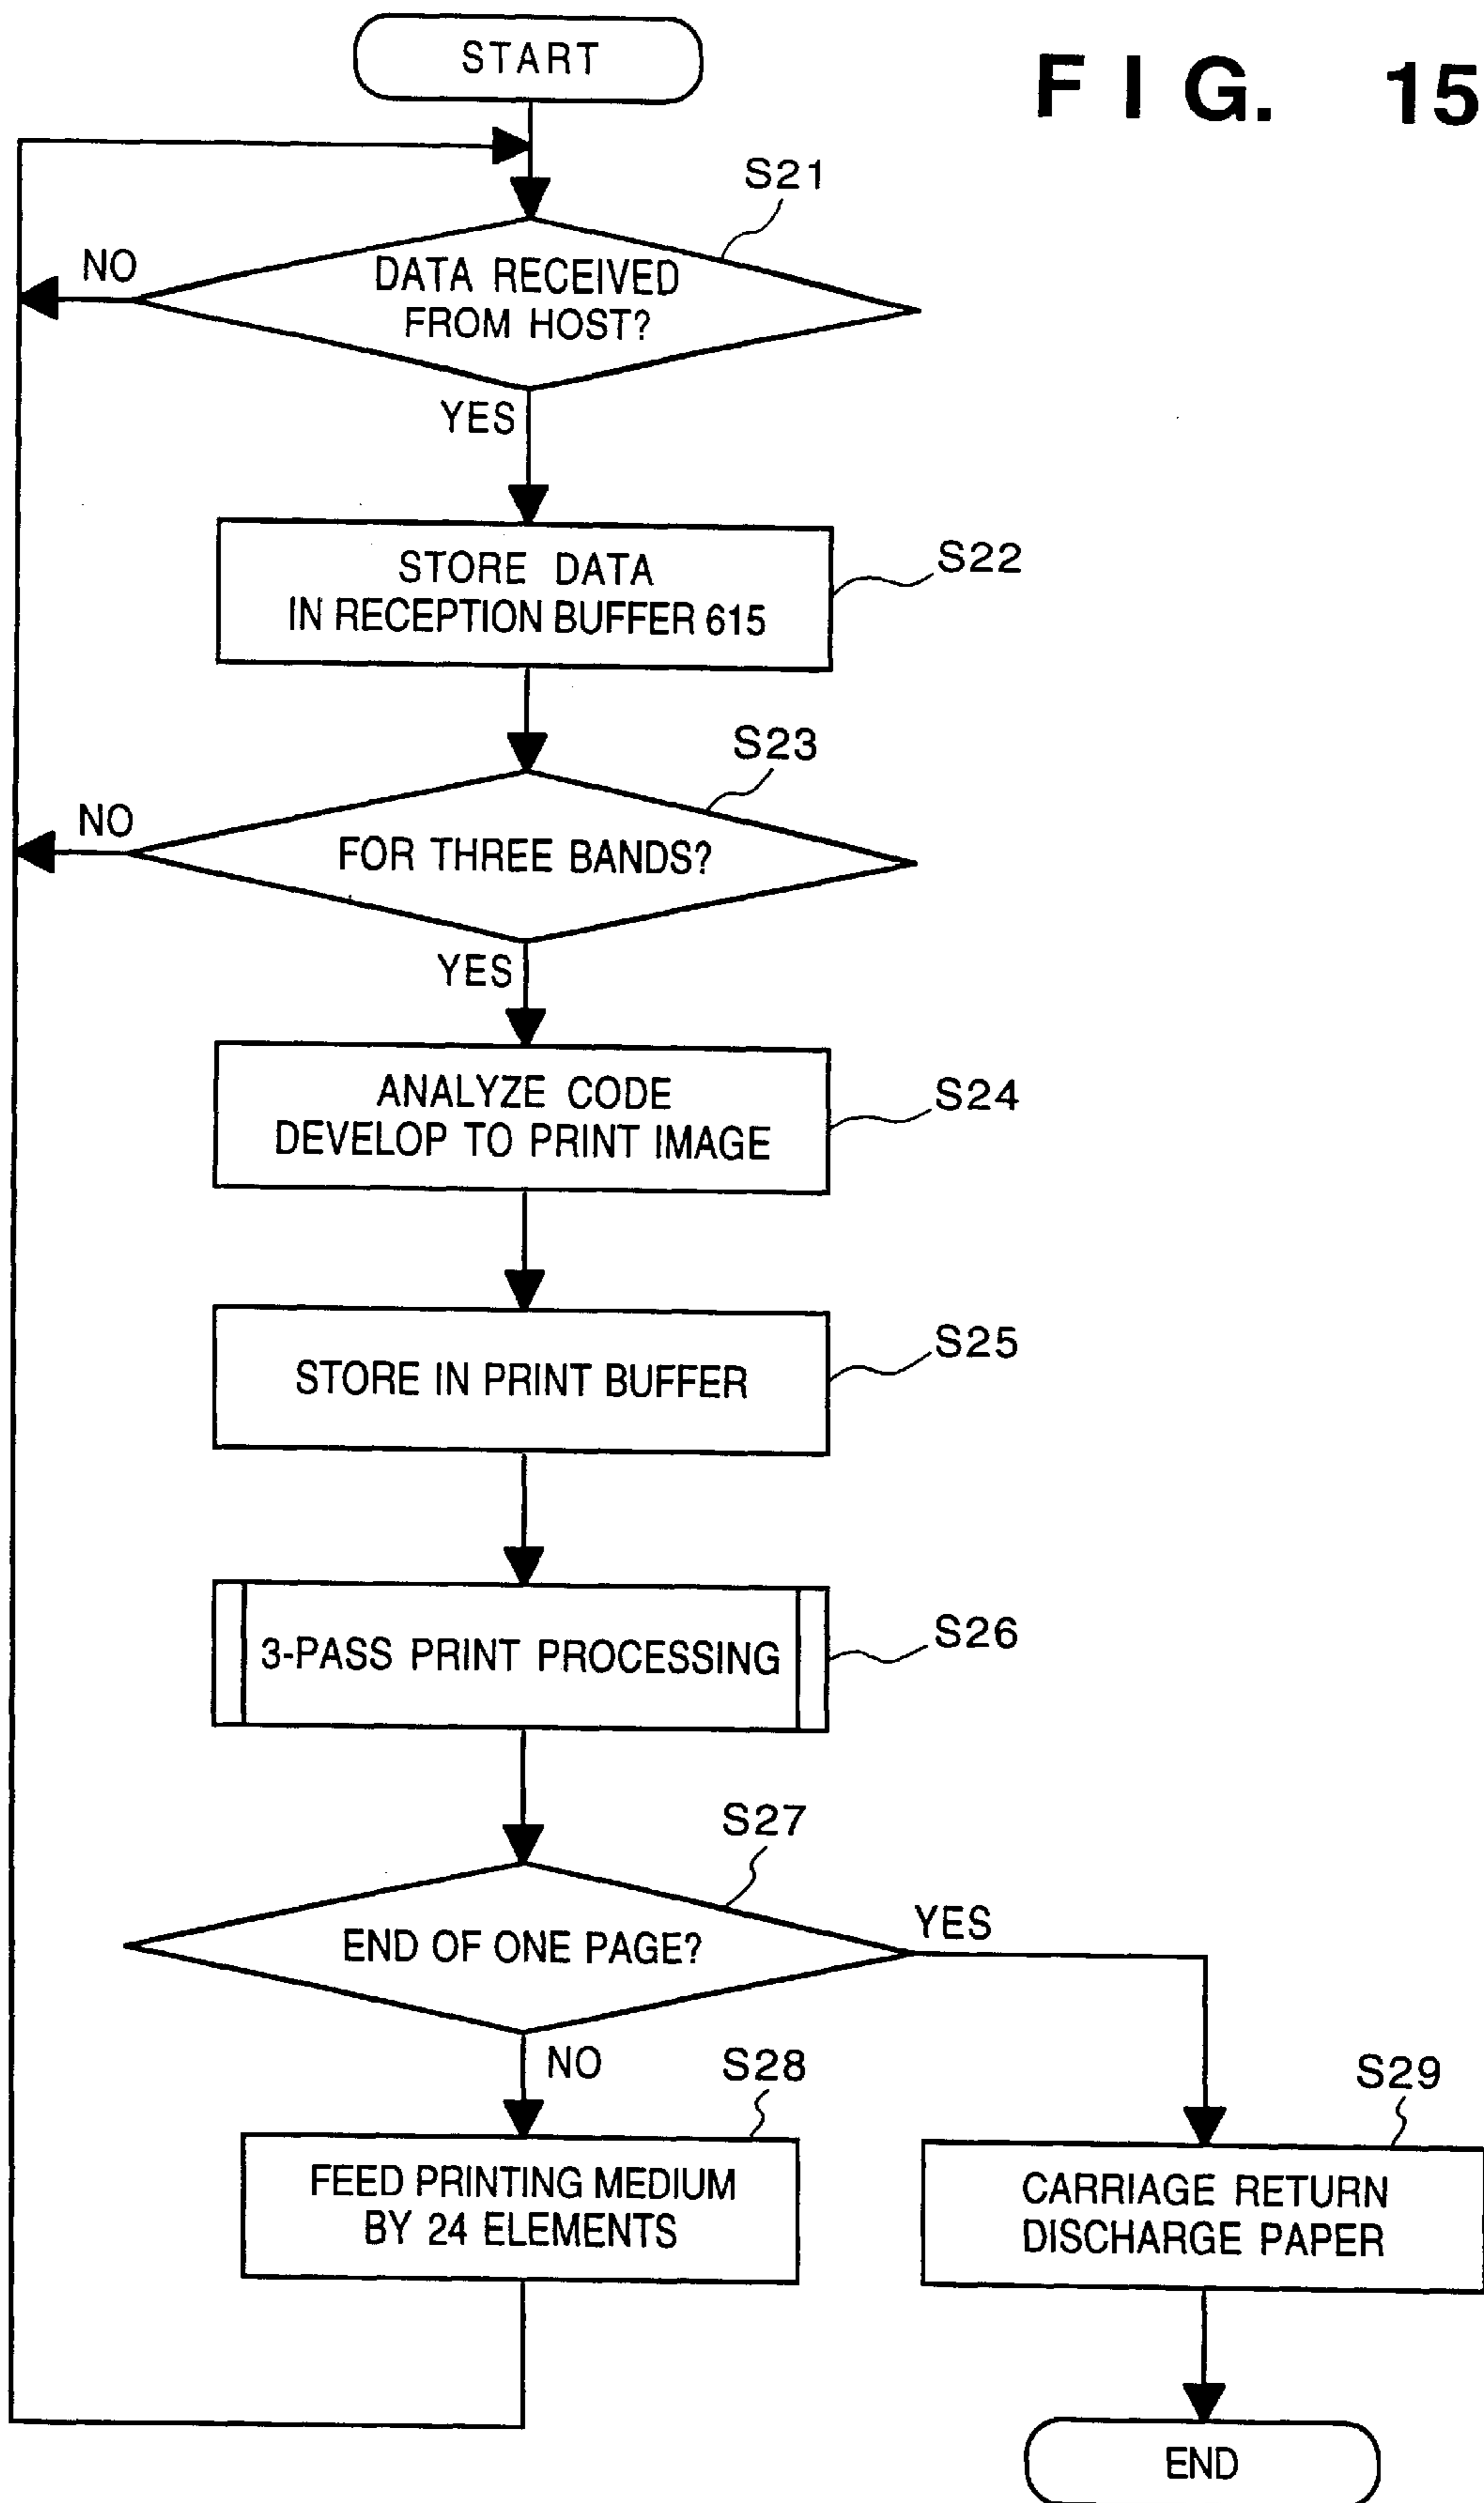 START
FIG. 15
S21
NO
DATA RECEIVED
FROM HOST?
YES
S22
STORE DATA
IN RECEPTION BUFFER 615
S23
NO
FOR THREE BANDS?
YES
S24
ANALYZE CODE
DEVELOP TO PRINT IMAGE
S25
STORE IN PRINT BUFFER
S26
3-PASS PRINT PROCESSING
S27
YES
END OF ONE PAGE?
NO
S28
S29
FEED PRINTING MEDIUM
BY 24 ELEMENTS
CARRIAGE RETURN
DISCHARGE PAPER
END